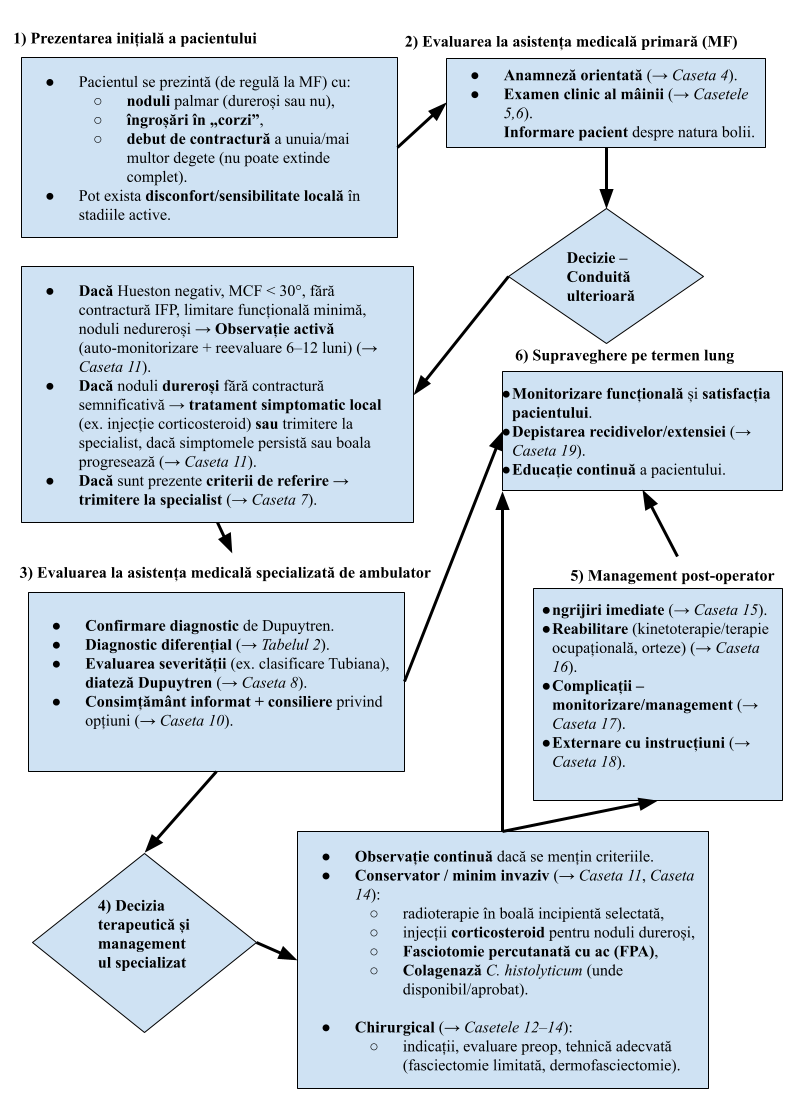 1) Prezentarea inițială a pacientului
● Pacientul se prezintă (de regulă la MF) cu:
○ noduli palmar (dureroși sau nu),
○ îngroșări în „corzi”,
○ debut de contractură a unuia/mai
multor degete (nu poate extinde
complet).
● Pot exista disconfort/sensibilitate locală în
stadiile active.
2) Evaluarea la asistența medicală primară (MF)
● Anamneză orientată (→ Caseta 4).
● Examen clinic al mâinii (→ Casetele
5,6).
Informare pacient despre natura bolii.
Decizie –
Conduită
ulterioară
● Dacă Hueston negativ, MCF < 30°, fără
contractură IFP, limitare funcțională minimă,
noduli nedureroși → Observație activă
(auto-monitorizare + reevaluare 6–12 luni) (→
Caseta 11).
● Dacă noduli dureroși fără contractură
semnificativă → tratament simptomatic local
(ex. injecție corticosteroid) sau trimitere la
specialist, dacă simptomele persistă sau boala
progresează (→ Caseta 11).
● Dacă sunt prezente criterii de referire →
trimitere la specialist (→ Caseta 7).
3) Evaluarea la asistența medicală specializată de ambulator
● Confirmare diagnostic de Dupuytren.
● Diagnostic diferențial (→ Tabelul 2).
● Evaluarea severității (ex. clasificare Tubiana),
diateză Dupuytren (→ Caseta 8).
● Consimțământ informat + consiliere privind
opțiuni (→ Caseta 10).
4) Decizia
terapeutică și
management
ul specializat
● Observație continuă dacă se mențin criteriile.
● Conservator / minim invaziv (→ Caseta 11, Caseta
14):
○ radioterapie în boală incipientă selectată,
○ injecții corticosteroid pentru noduli dureroși,
○ Fasciotomie percutanată cu ac (FPA),
○ Colagenază C. histolyticum (unde
disponibil/aprobat).
● Chirurgical (→ Casetele 12–14):
○ indicații, evaluare preop, tehnică adecvată
(fasciectomie limitată, dermofasciectomie).
5) Management post-operator
● ngrijiri imediate (→ Caseta 15).
● Reabilitare (kinetoterapie/terapie
ocupațională, orteze) (→ Caseta
16).
● Complicații –
monitorizare/management (→
Caseta 17).
● Externare cu instrucțiuni (→
Caseta 18).
6) Supraveghere pe termen lung
● Monitorizare funcțională și satisfacția
pacientului.
● Depistarea recidivelor/extensiei (→
Caseta 19).
● Educație continuă a pacientului.